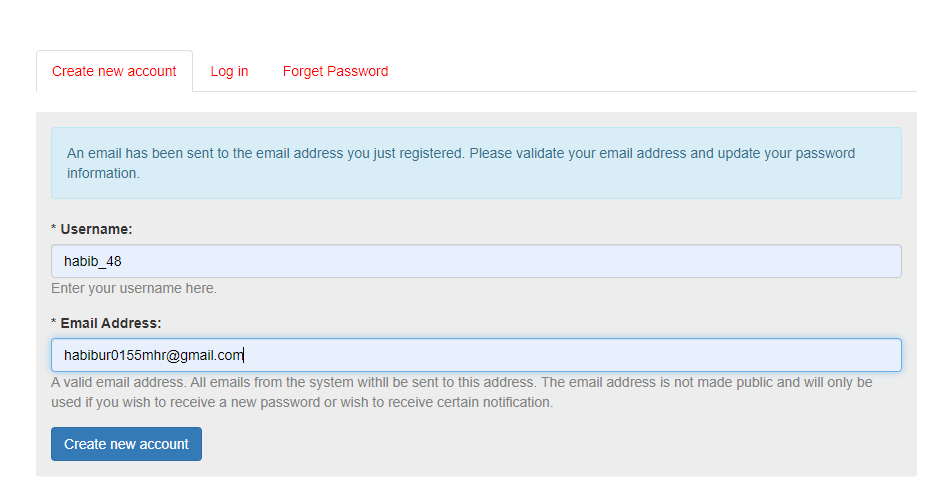 Create new account Log in Forget Password
An email has been sent to the email address you just registered. Please validate your email address and update your password
information.
* Username:
habib_48
Enter your username here.
* Email Address:
habibur0155mhr@gmail.com
A valid email address. All emails from the system withll be sent to this address. The email address is not made public and will only be
used if you wish to receive a new password or wish to receive certain notification.
Create new account